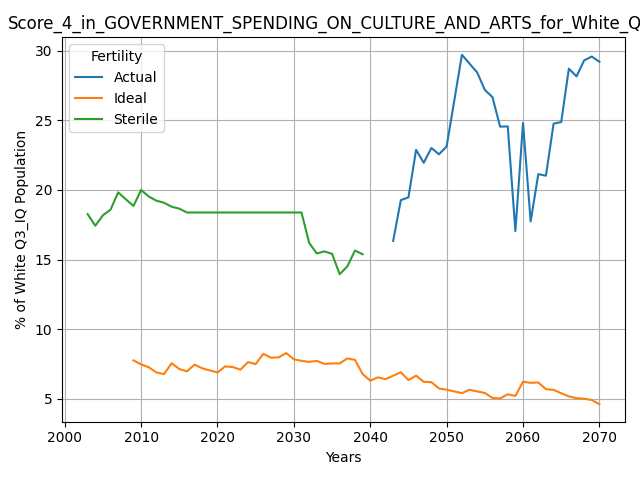 Score_4_in_GOVERNMENT_SPENDING_ON_CULTURE_AND_ARTS_for_White_Q
Fertility
Actual
Ideal
Sterile
% of White Q3_IQ Population
30
25
20
15
10
5
2000 2010 2020 2030 2040 2050 2060 2070
Years